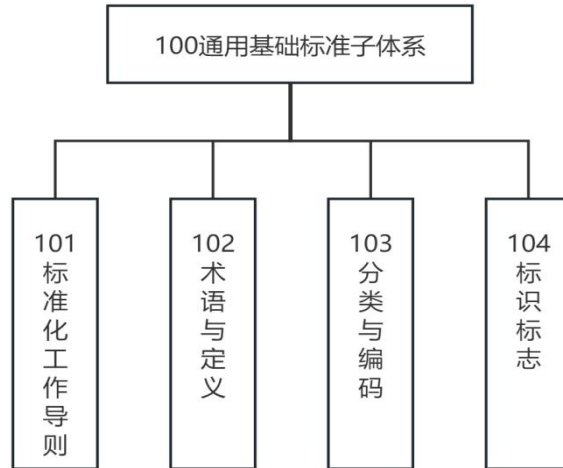 100通用基础标准子体系
101
标准化工作导则
102
术语与定义
103
分类与编码
104
标识标志